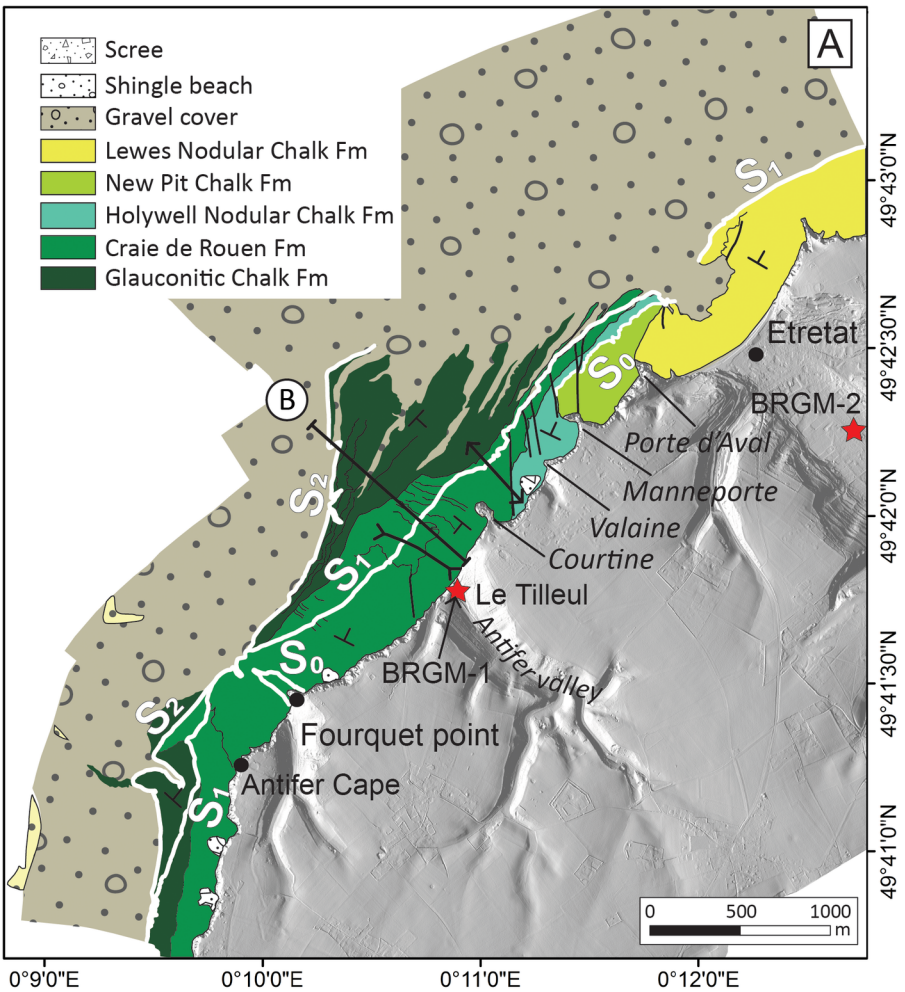 A
Scree
Shingle beach
Gravel cover
Lewes Nodular Chalk Fm
New Pit Chalk Fm
Holywell Nodular Chalk Fm
Craie de Rouen Fm
Glauconitic Chalk Fm
S1
49°43'0"N
Etretat
49°42'30"N
S0
B
BRGM-2
Porte d'Aval
Manneporte
S2
Valaine
49°42'0"N
Courtine
S1
Le Tilleul
S0
BRGM-1
Antifer valley
49°41'30"N
S2
Fourquet point
Antifer Cape
S1
49°41'0"N
0 500 1000
m
0°9'0"E 0°10'0"E 0°11'0"E 0°12'0"E